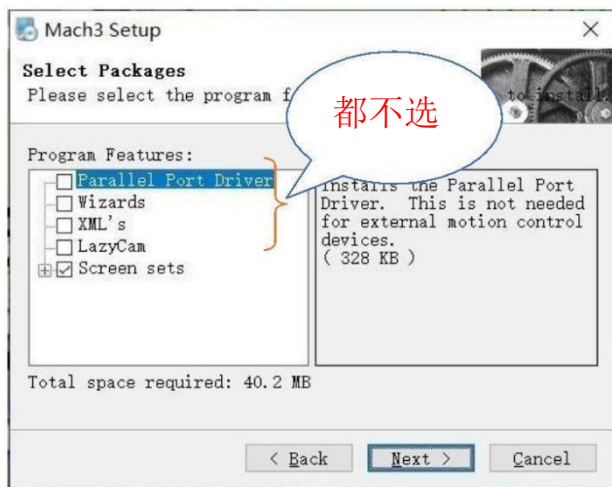 Mach3 Setup
Select Packages
Please select the program f
to install
都不选
Program Features:
Parallel Port Driver
Wizards
XML's
LazyCam
Screen sets
Installs the Parallel Port
Driver. This is not needed
for external motion control
devices.
( 328 KB )
Total space required: 40.2 MB
< Back
Next >
Cancel